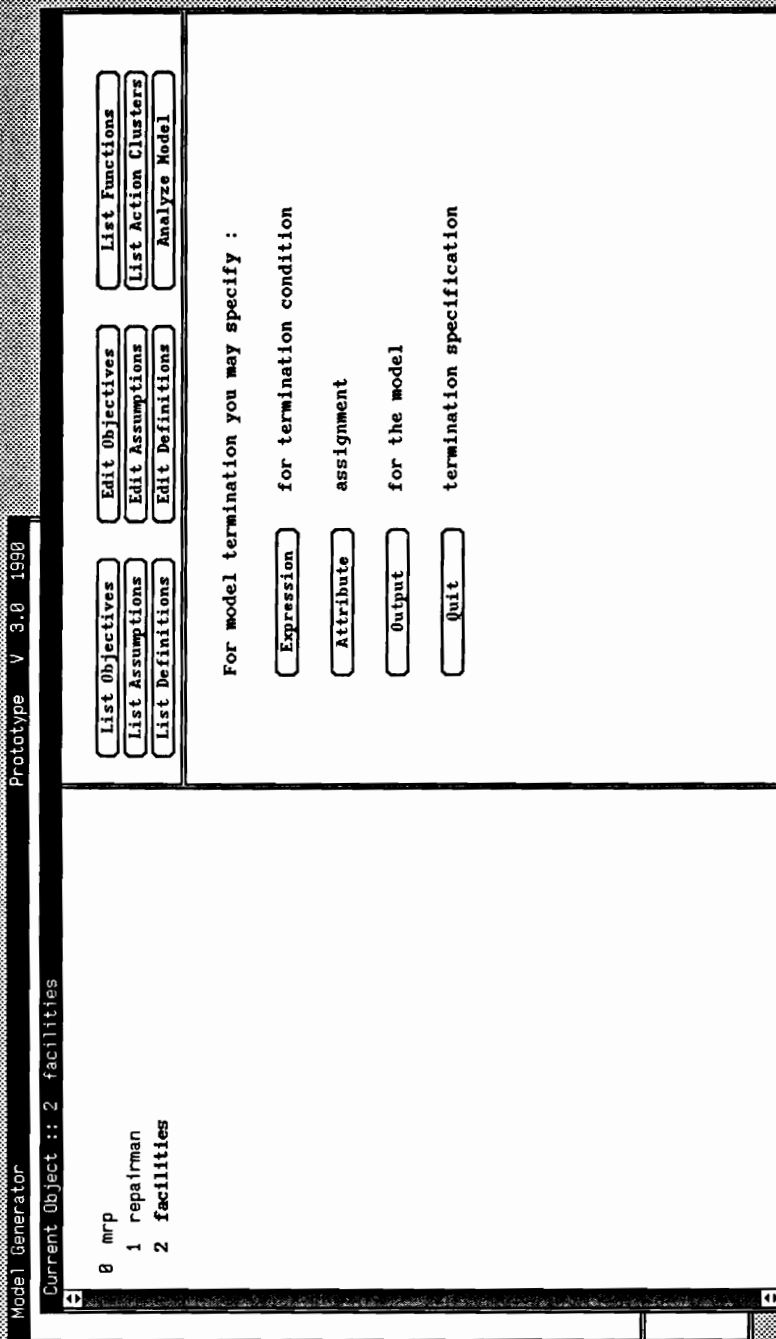 Model Generator Prototype V 3.0 1990
Current Object :: 2 facilities
0 mrp
1 repairman
2 facilities
List Objectives Edit Objectives List Functions
List Assumptions Edit Assumptions List Action Clusters
List Definitions Edit Definitions Analyze Model
For model termination you may specify :
Expression for termination condition
Attribute assignment
Output for the model
Quit termination specification